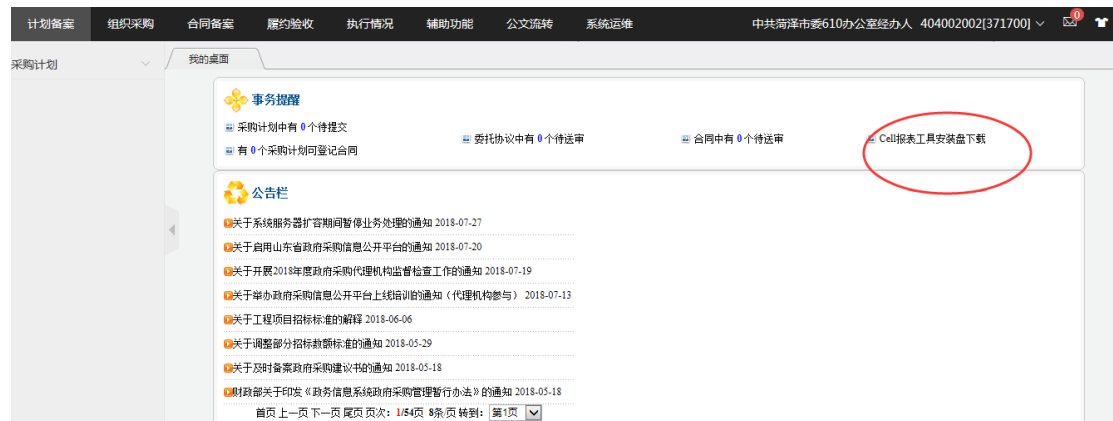 计划备案 组织采购 合同备案 履约验收 执行情况 辅助功能 公文流转 系统运维 中共菏泽市委610办公室经办人 404002002[371700] 0
采购计划 我的桌面
事务提醒
采购计划中有 0 个待提交
委托协议中有 0 个待送审 合同中有 0 个待送审 Cell报表工具安装盘下载
有 0 个采购计划可登记合同
公告栏
关于系统服务器扩容期间暂停业务处理的通知 2018-07-27
关于启用山东省政府采购信息公开平台的通知 2018-07-20
关于开展2018年度政府采购代理机构监督检查工作的通知 2018-07-19
关于举办政府采购信息公开平台上线培训的通知（代理机构参与） 2018-07-13
关于工程项目招标标准的解释 2018-06-06
关于调整部分招标数额标准的通知 2018-05-29
关于及时备案政府采购建议书的通知 2018-05-18
财政部关于印发《政务信息系统政府采购管理暂行办法》的通知 2018-05-18
首页 上一页 下一页 尾页 页次：1/54页 8条/页 转到：第1页